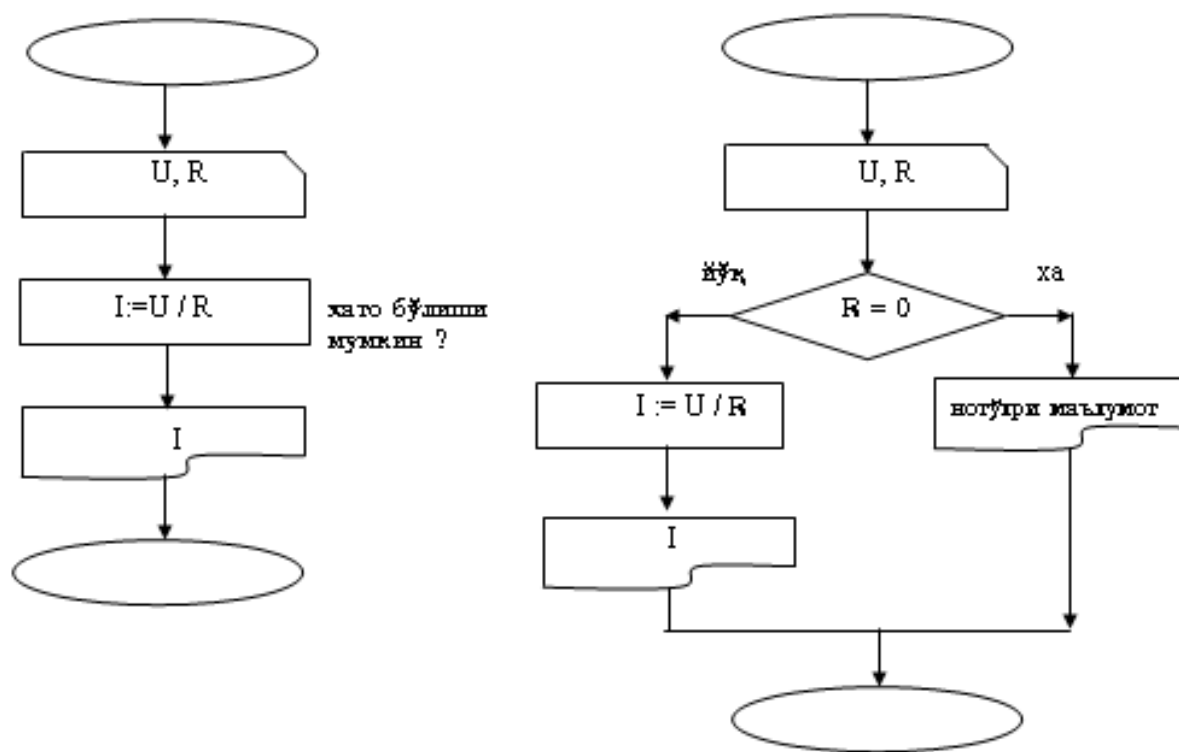 U, R
I:=U / R
хато бўлиши
мумкин ?
I
U, R
йўқ
ха
R = 0
I := U / R
нотўғри маълумот
I